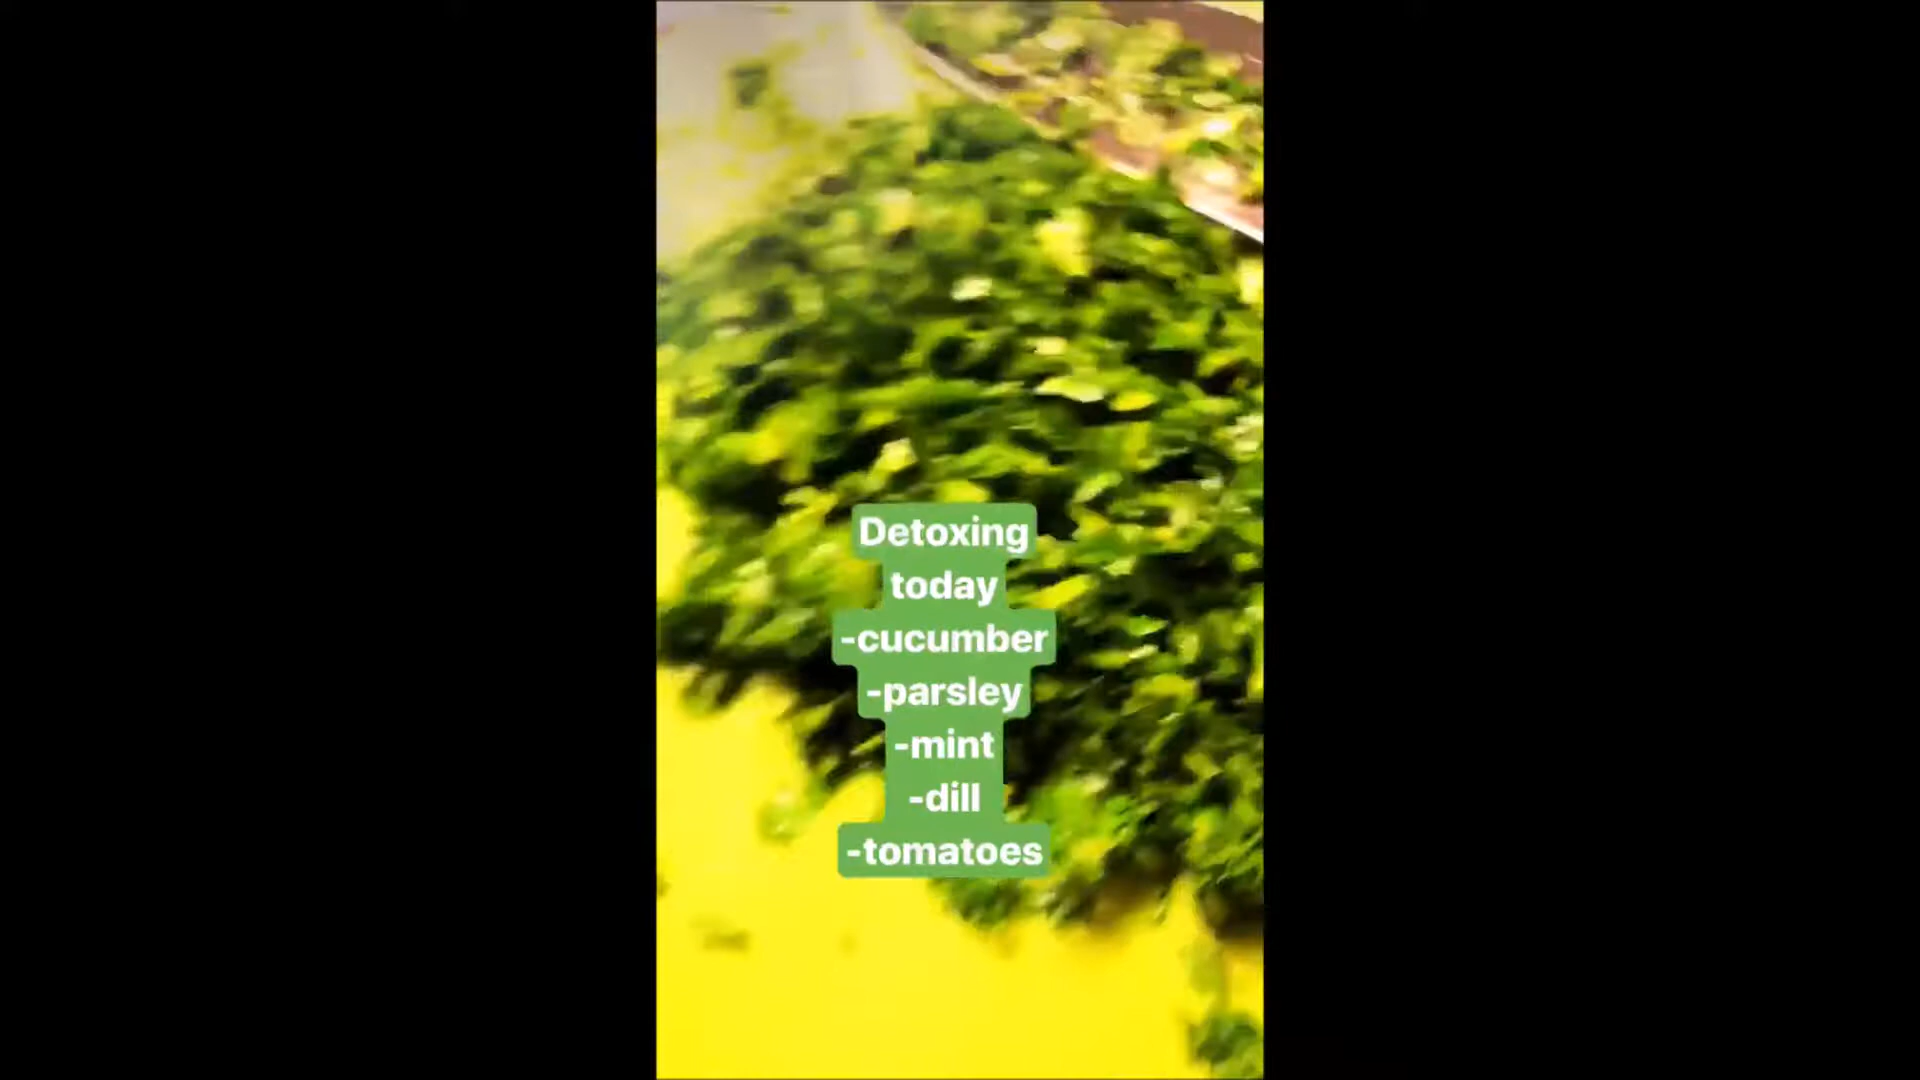 Detoxing
today
-cucumber
-parsley
-mint
-dill
-tomatoes